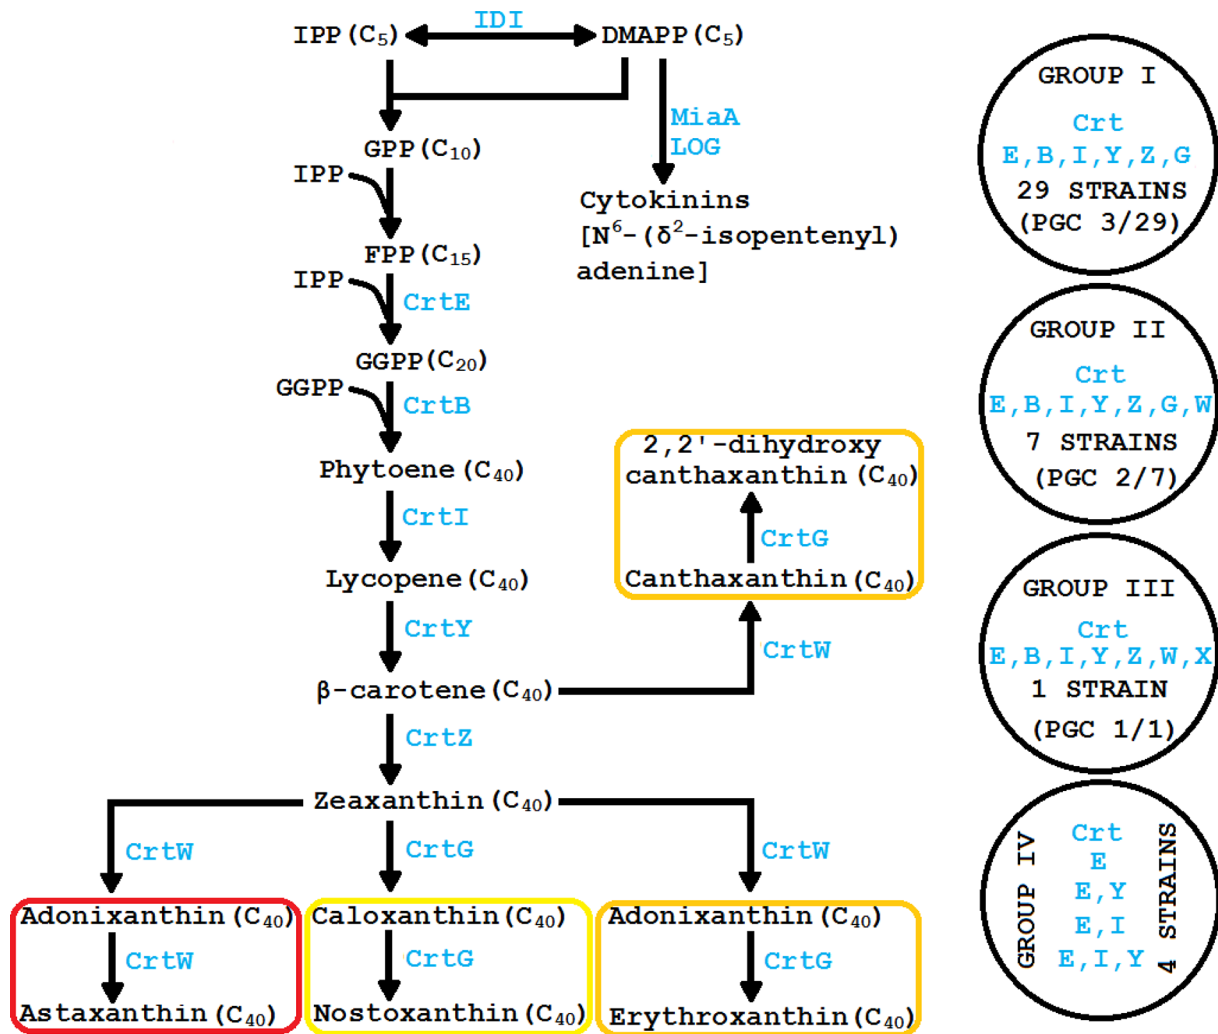 IDI
IPP(C₅)
DMAPP(C₅)
MiaA
LOG
GPP(C₁₀)
IPP
Cytokinins
[N⁶-(δ²-isopentenyl)
adenine]
FPP(C₁₅)
IPP
CrtE
GGPP(C₂₀)
GGPP
CrtB
Phytoene(C₄₀)
CrtI
Lycopene(C₄₀)
CrtY
β-carotene(C₄₀)
2,2'-dihydroxy
canthaxanthin(C₄₀)
CrtG
Canthaxanthin(C₄₀)
CrtW
CrtZ
Zeaxanthin(C₄₀)
CrtW
CrtG
CrtW
Adonixanthin(C₄₀)
Caloxanthin(C₄₀)
Adonixanthin(C₄₀)
CrtW
CrtG
CrtG
Astaxanthin(C₄₀)
Nostoxanthin(C₄₀)
Erythroxanthin(C₄₀)
GROUP I
Crt
E,B,I,Y,Z,G
29 STRAINS
(PGC 3/29)
GROUP II
Crt
E,B,I,Y,Z,G,W
7 STRAINS
(PGC 2/7)
GROUP III
Crt
E,B,I,Y,Z,W,X
1 STRAIN
(PGC 1/1)
GROUP IV
Crt
E
E,Y
E,I
E,I,Y
4 STRAINS